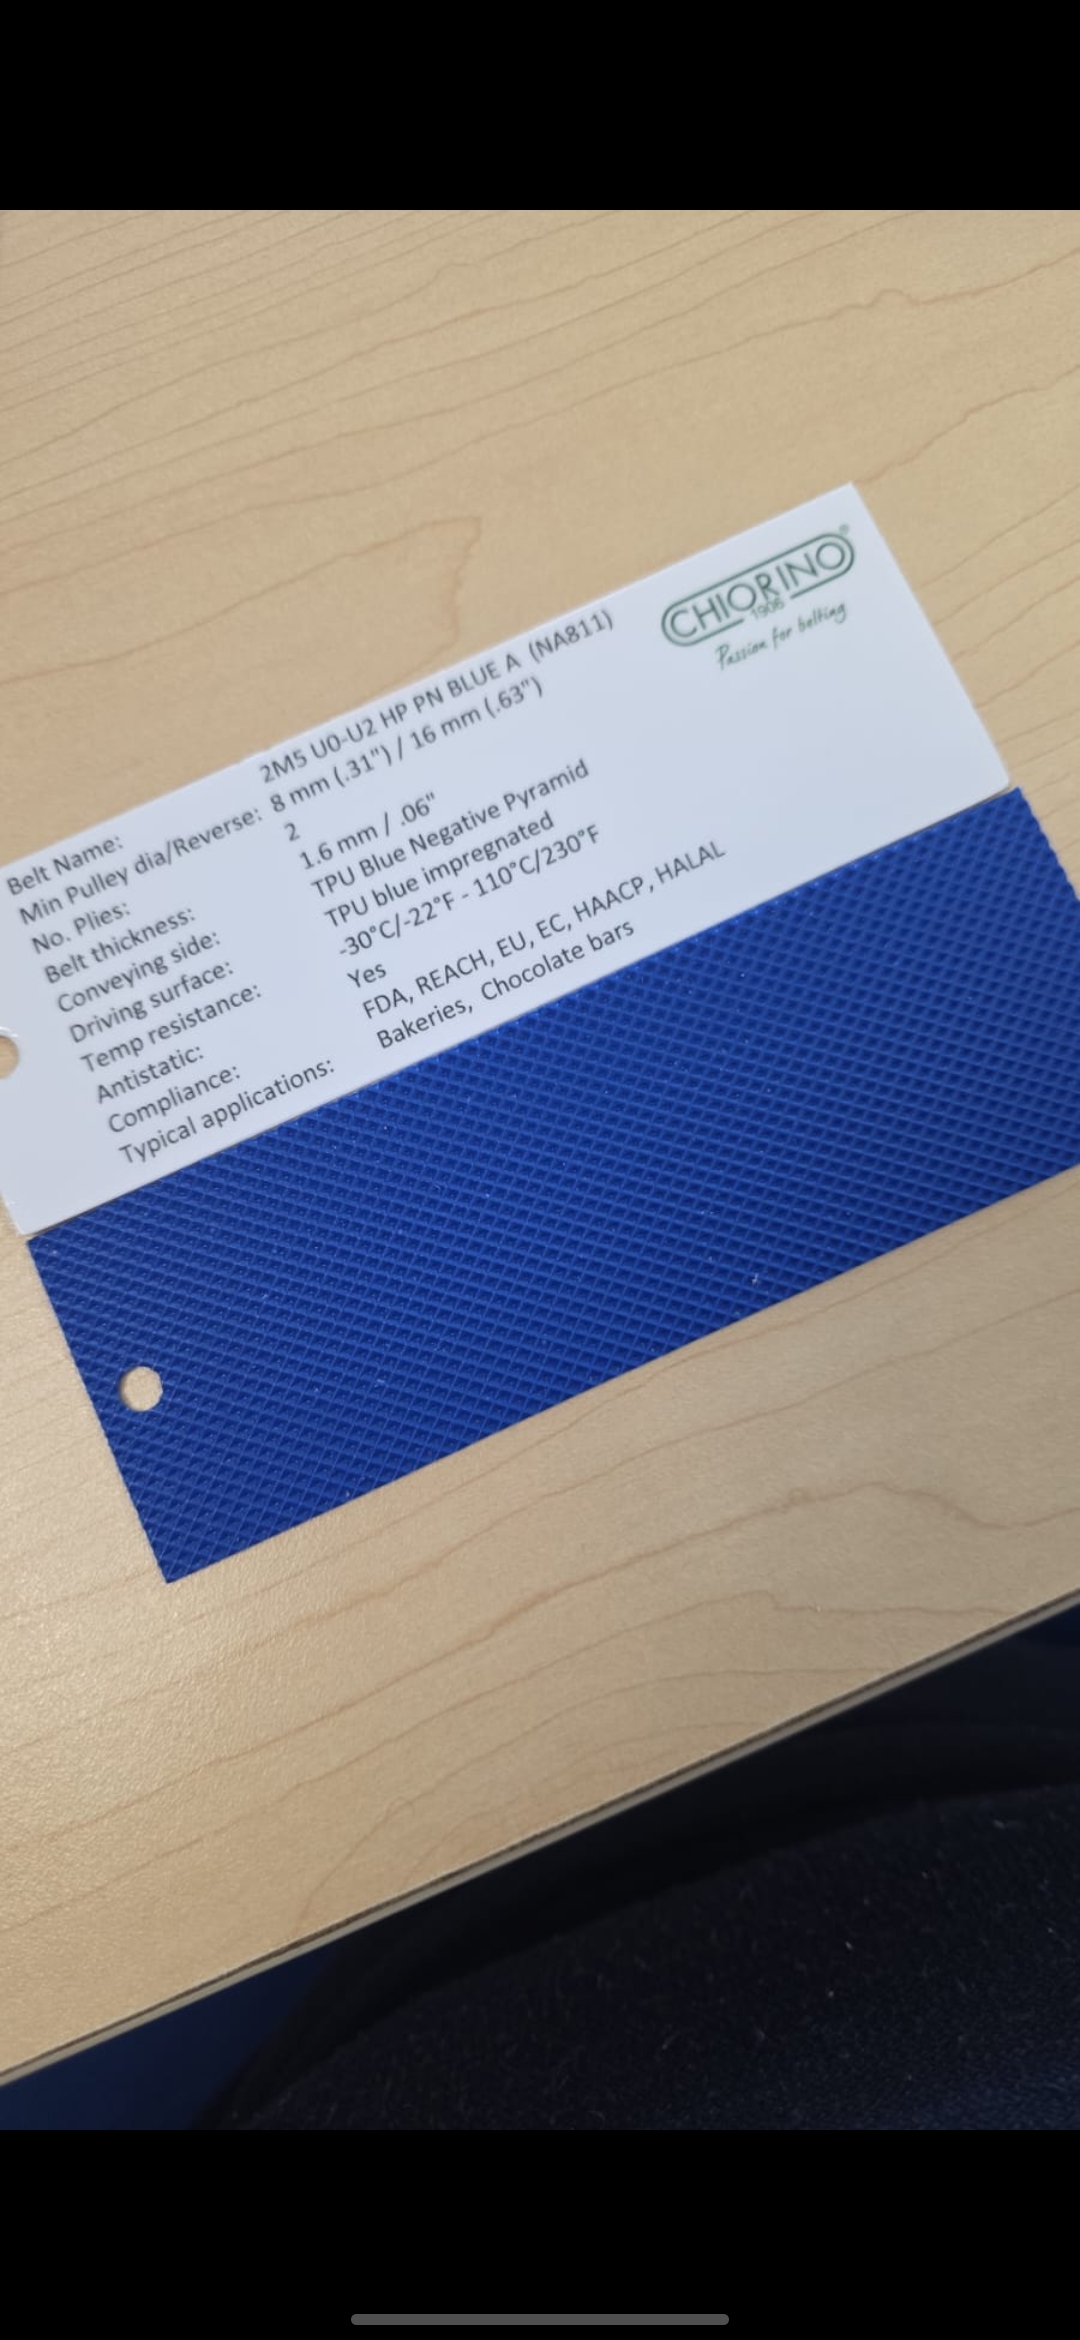 CHIORINO®
1906
Passion for belting
Belt Name: 2M5 U0-U2 HP PN BLUE A (NA811)
Min Pulley dia/Reverse: 8 mm (.31") / 16 mm (.63")
No. Plies: 2
Belt thickness: 1.6 mm / .06"
Conveying side: TPU Blue Negative Pyramid
Driving surface: TPU blue impregnated
Temp resistance: -30°C/-22°F - 110°C/230°F
Antistatic: Yes
Compliance: FDA, REACH, EU, EC, HAACP, HALAL
Typical applications: Bakeries, Chocolate bars